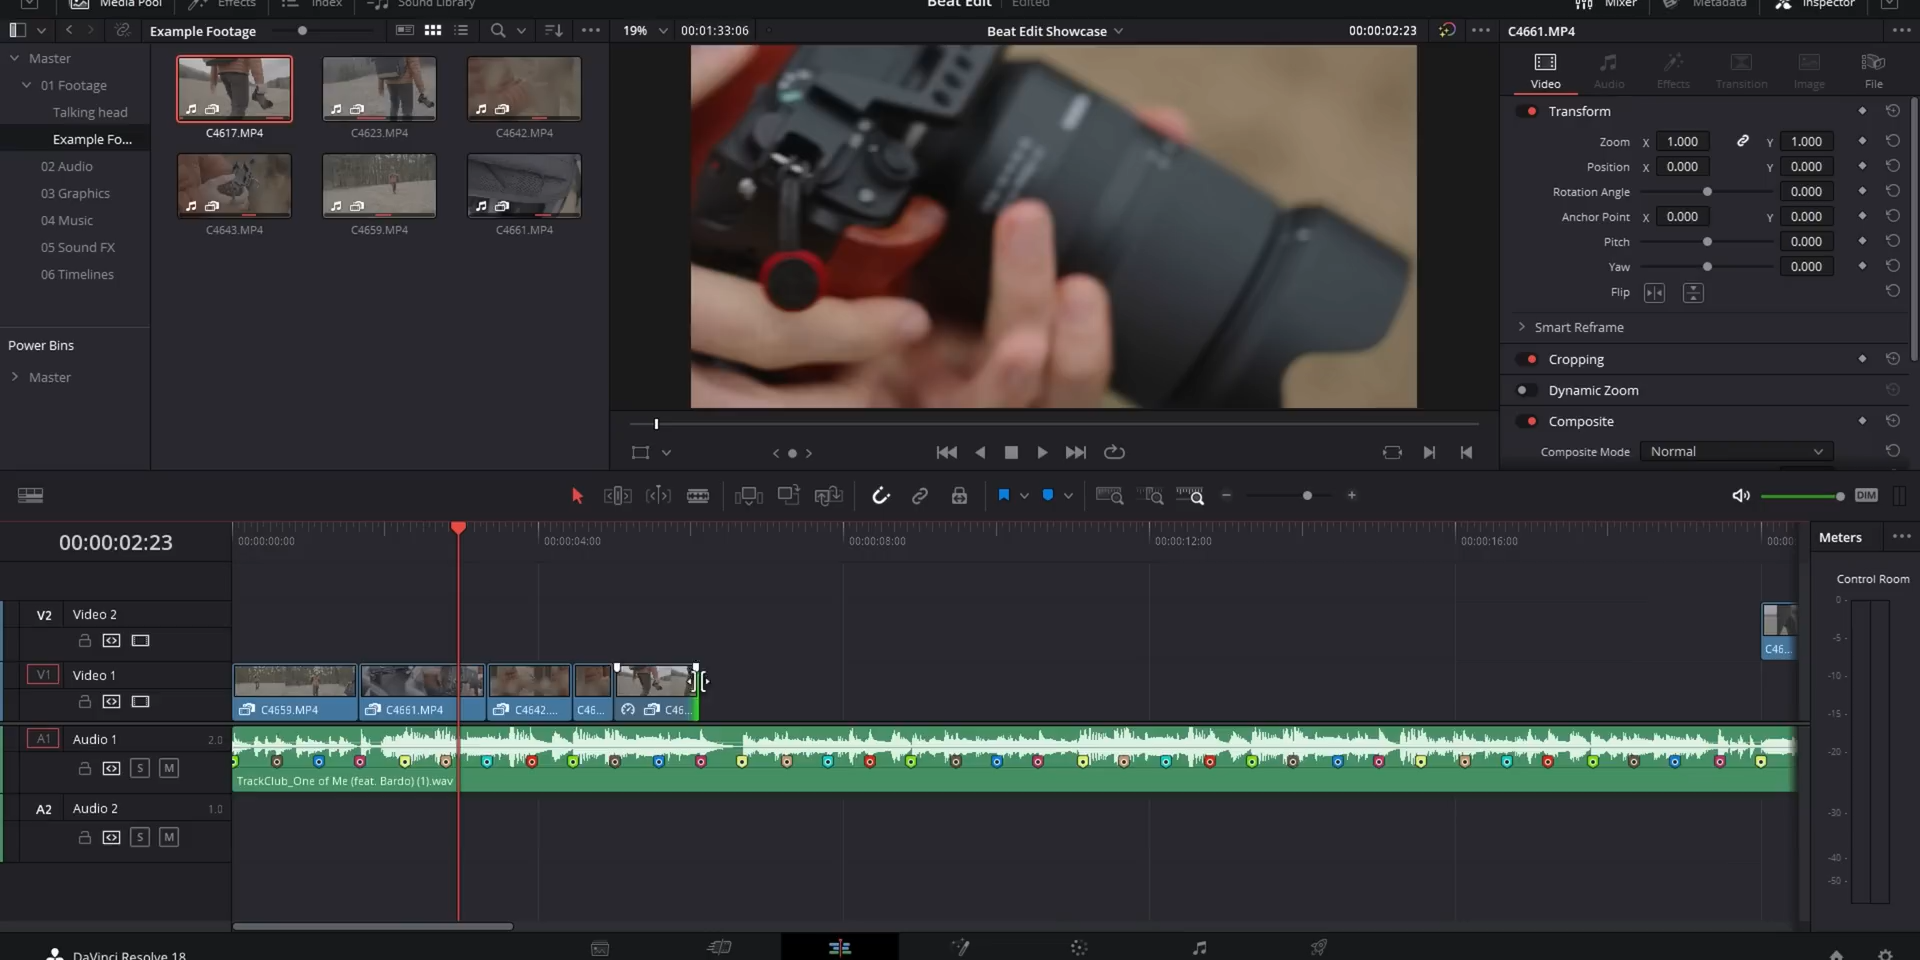 Media Pool
Effects
Index
Sound Library
Beat Edit
Edited
Mixer
Metadata
Inspector
Example Footage
19%
00:01:33:06
Beat Edit Showcase
00:00:02:23
C4661.MP4
Master
01 Footage
Talking head
Example Fo...
02 Audio
03 Graphics
04 Music
05 Sound FX
06 Timelines
Power Bins
Master
C4617.MP4
C4623.MP4
C4642.MP4
C4643.MP4
C4659.MP4
C4661.MP4
Video
Audio
Effects
Transition
Image
File
Transform
Zoom X 1.000 Y 1.000
Position X 0.000 Y 0.000
Rotation Angle 0.000
Anchor Point X 0.000 Y 0.000
Pitch 0.000
Yaw 0.000
Flip
Smart Reframe
Cropping
Dynamic Zoom
Composite
Composite Mode Normal
DIM
00:00:02:23
00:00:00:00
00:00:04:00
00:00:08:00
00:00:12:00
00:00:16:00
00:00
Meters
Control Room
0
-5
-10
-15
-20
-30
-40
-50
V2 Video 2
C46...
V1 Video 1
C4659.MP4
C4661.MP4
C4642....
C46...
C46...
A1 Audio 1 2.0
S M
TrackClub_One of Me (feat. Bardo) (1).wav
A2 Audio 2 1.0
S M
DaVinci Resolve 18